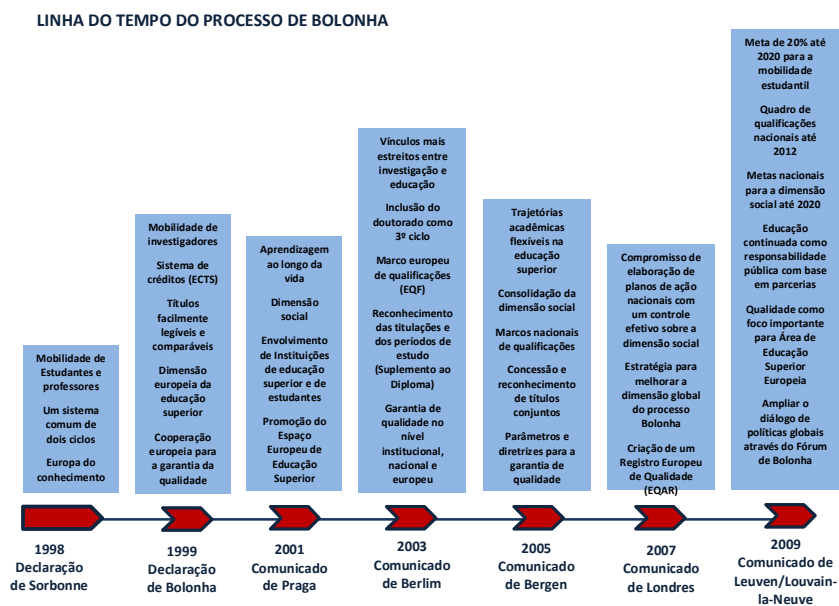 LINHA DO TEMPO DO PROCESSO DE BOLONHA
Mobilidade de
Estudantes e
professores
Um sistema
comum de
dois ciclos
Europa do
conhecimento
1998
Declaração
de Sorbonne
Mobilidade de
investigadores
Sistema de
créditos (ECTS)
Títulos
facilmente
legíveis e
comparáveis
Dimensão
europeia da
educação
superior
Cooperação
europeia para
a garantia da
qualidade
1999
Declaração
de Bolonha
Aprendizagem
ao longo da
vida
Dimensão
social
Envolvimento
de Instituições
de educação
superior e de
estudantes
Promoção do
Espaço
Europeu de
Educação
Superior
2001
Comunicado
de Praga
Vínculos mais
estreitos entre
investigação e
educação
Inclusão do
doutorado como
3º ciclo
Marco europeu
de qualificações
(EQF)
Reconhecimento
das titulações e
dos períodos de
estudo
(Suplemento ao
Diploma)
Garantia de
qualidade no
nível
institucional,
nacional e
europeu
2003
Comunicado
de Berlim
Trajetórias
acadêmicas
flexíveis na
educação
superior
Consolidação da
dimensão social
Marcos nacionais
de qualificações
Concessão e
reconhecimento
de títulos
conjuntos
Parâmetros e
diretrizes para a
garantia de
qualidade
2005
Comunicado
de Bergen
Compromisso de
elaboração de
planos de ação
nacionais com
um controle
efetivo sobre a
dimensão social
Estratégia para
melhorar a
dimensão global
do processo
Bolonha
Criação de um
Registro Europeu
de Qualidade
(EQAR)
2007
Comunicado
de Londres
Meta de 20% até
2020 para a
mobilidade
estudantil
Quadro de
qualificações
nacionais até
2012
Metas nacionais
para a dimensão
social até 2020
Educação
continuada como
responsabilidade
pública com base
em parcerias
Qualidade como
foco importante
para Área de
Educação
Superior
Europeia
Ampliar o
diálogo de
políticas globais
através do Fórum
de Bolonha
2009
Comunicado de
Leuven/Louvain-
la-Neuve